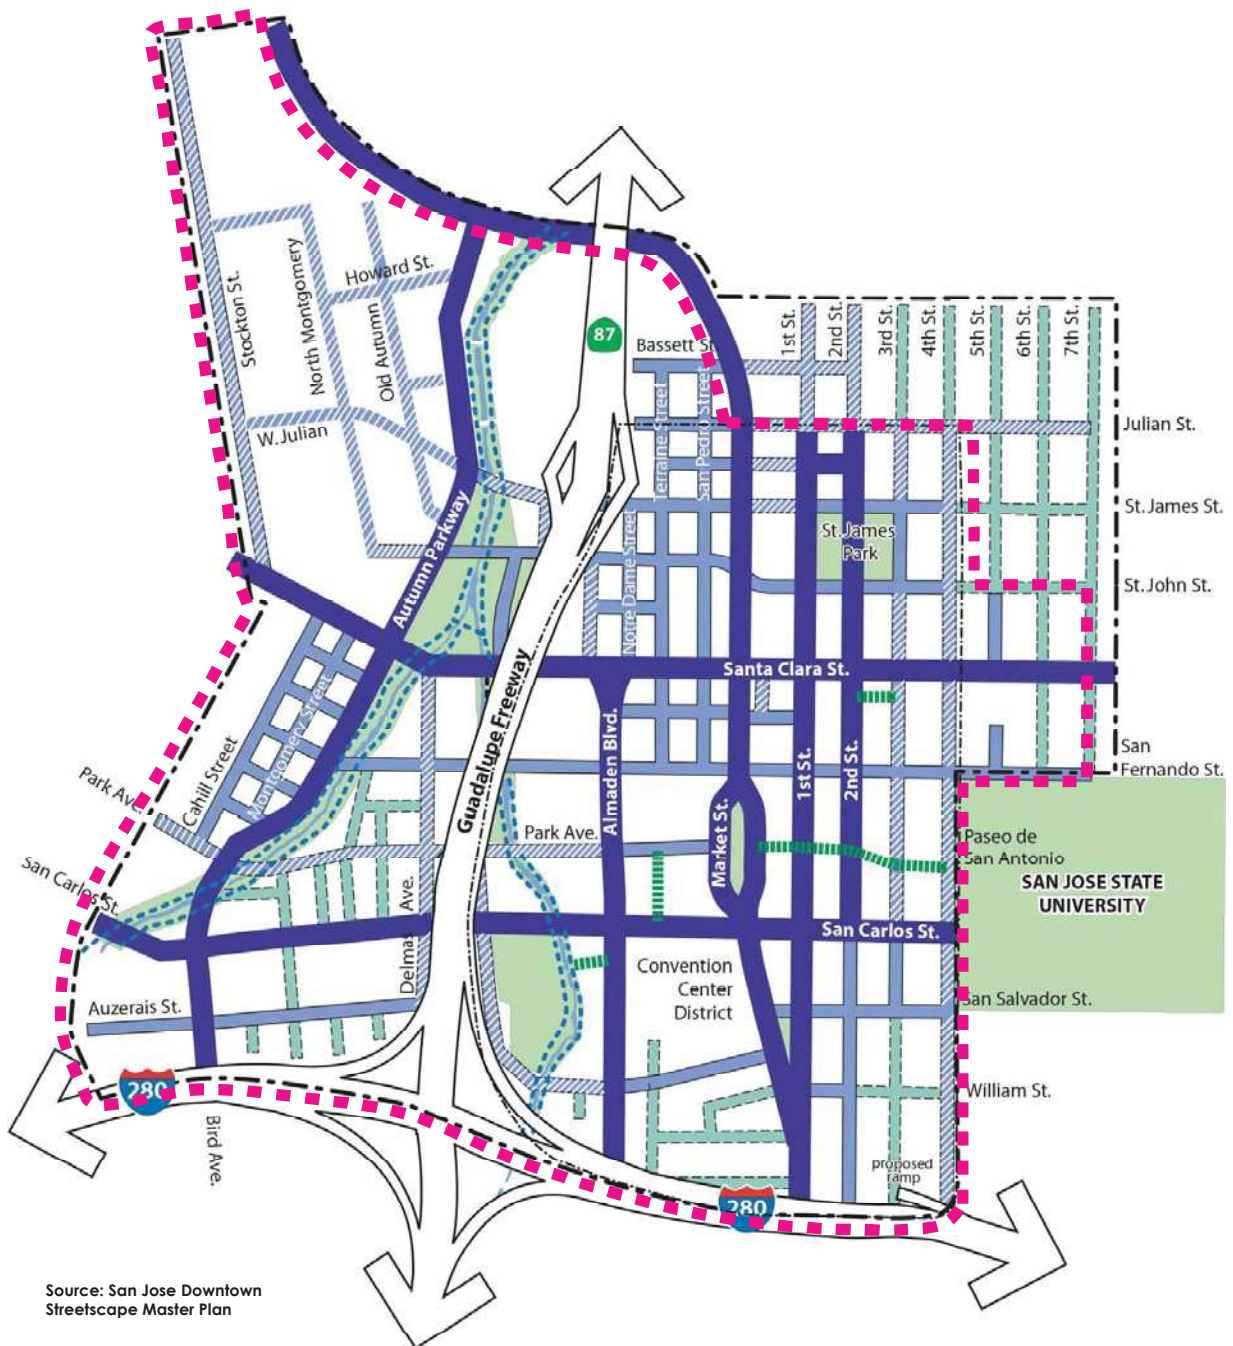 Stockton St.
North Montgomery
Howard St.
Old Autumn
W. Julian
Autumn Parkway
87
Bassett St.
Terraine Street
San Pedro Street
1st St.
2nd St.
3rd St.
4th St.
5th St.
6th St.
7th St.
Julian St.
St. James St.
St. James
Park
St. John St.
Notre Dame Street
Santa Clara St.
Guadalupe Freeway
Almaden Blvd.
Market St.
1st St.
2nd St.
San
Fernando St.
Cahill Street
Montgomery Street
Park Ave.
San Carlos St.
Park Ave.
Paseo de
San Antonio
SAN JOSE STATE
UNIVERSITY
San Carlos St.
Delmas Ave.
Convention
Center
District
San Salvador St.
Auzerais St.
280
Bird Ave.
William St.
proposed
ramp
280
Source: San Jose Downtown
Streetscape Master Plan